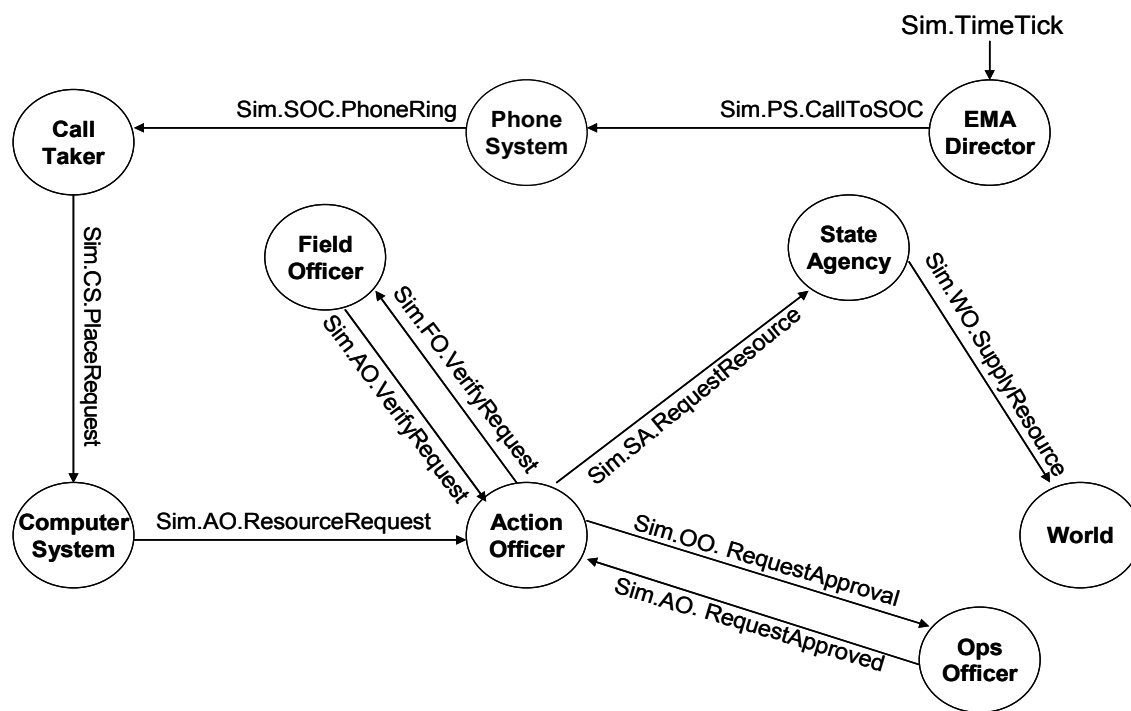 Sim.TimeTick
Sim.SOC.PhoneRing
Sim.PS.CallToSOC
Call
Taker
Phone
System
EMA
Director
Sim.CS.PlaceRequest
Field
Officer
State
Agency
Sim.FO.VerifyRequest
Sim.AO.VerifyRequest
Sim.SA.RequestResource
Sim.WO.SupplyResource
Computer
System
Sim.AO.ResourceRequest
Action
Officer
World
Sim.OO. RequestApproval
Sim.AO. RequestApproved
Ops
Officer